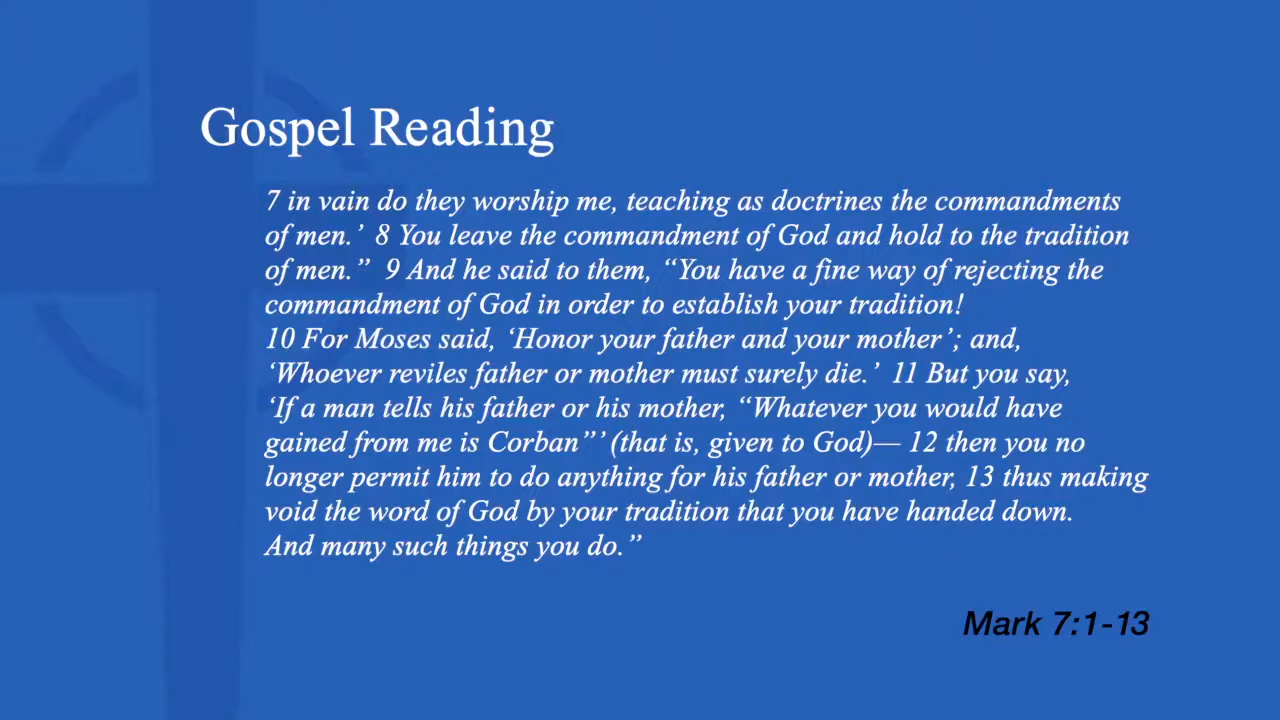 Gospel Reading
7 in vain do they worship me, teaching as doctrines the commandments
of men.’ 8 You leave the commandment of God and hold to the tradition
of men.” 9 And he said to them, “You have a fine way of rejecting the
commandment of God in order to establish your tradition!
10 For Moses said, ‘Honor your father and your mother’; and,
‘Whoever reviles father or mother must surely die.’ 11 But you say,
‘If a man tells his father or his mother, “Whatever you would have
gained from me is Corban”’ (that is, given to God)— 12 then you no
longer permit him to do anything for his father or mother, 13 thus making
void the word of God by your tradition that you have handed down.
And many such things you do.”
Mark 7:1-13